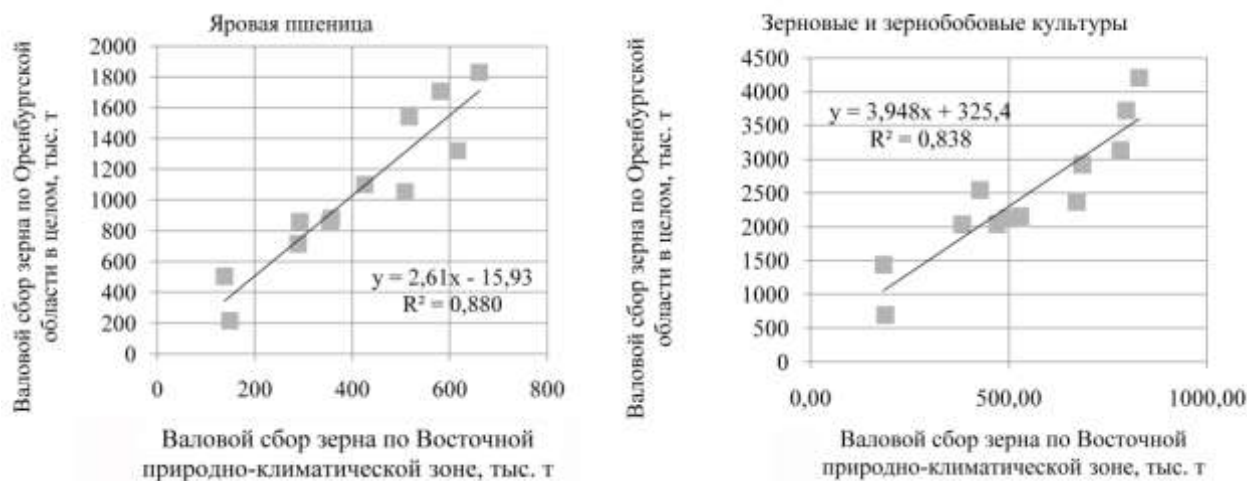 Яровая пшеница
Валовой сбор зерна по Оренбургской
области в целом, тыс. т
2000
1800
1600
1400
1200
1000
800
600
400
200
0
y = 2,61x - 15,93
R² = 0,880
0 200 400 600 800
Валовой сбор зерна по Восточной
природно-климатической зоне, тыс. т
Зерновые и зернобобовые культуры
Валовой сбор зерна по Оренбургской
области в целом, тыс. т
4500
4000
3500
3000
2500
2000
1500
1000
500
0
y = 3,948x + 325,4
R² = 0,838
0,00 500,00 1000,00
Валовой сбор зерна по Восточной
природно-климатической зоне, тыс. т